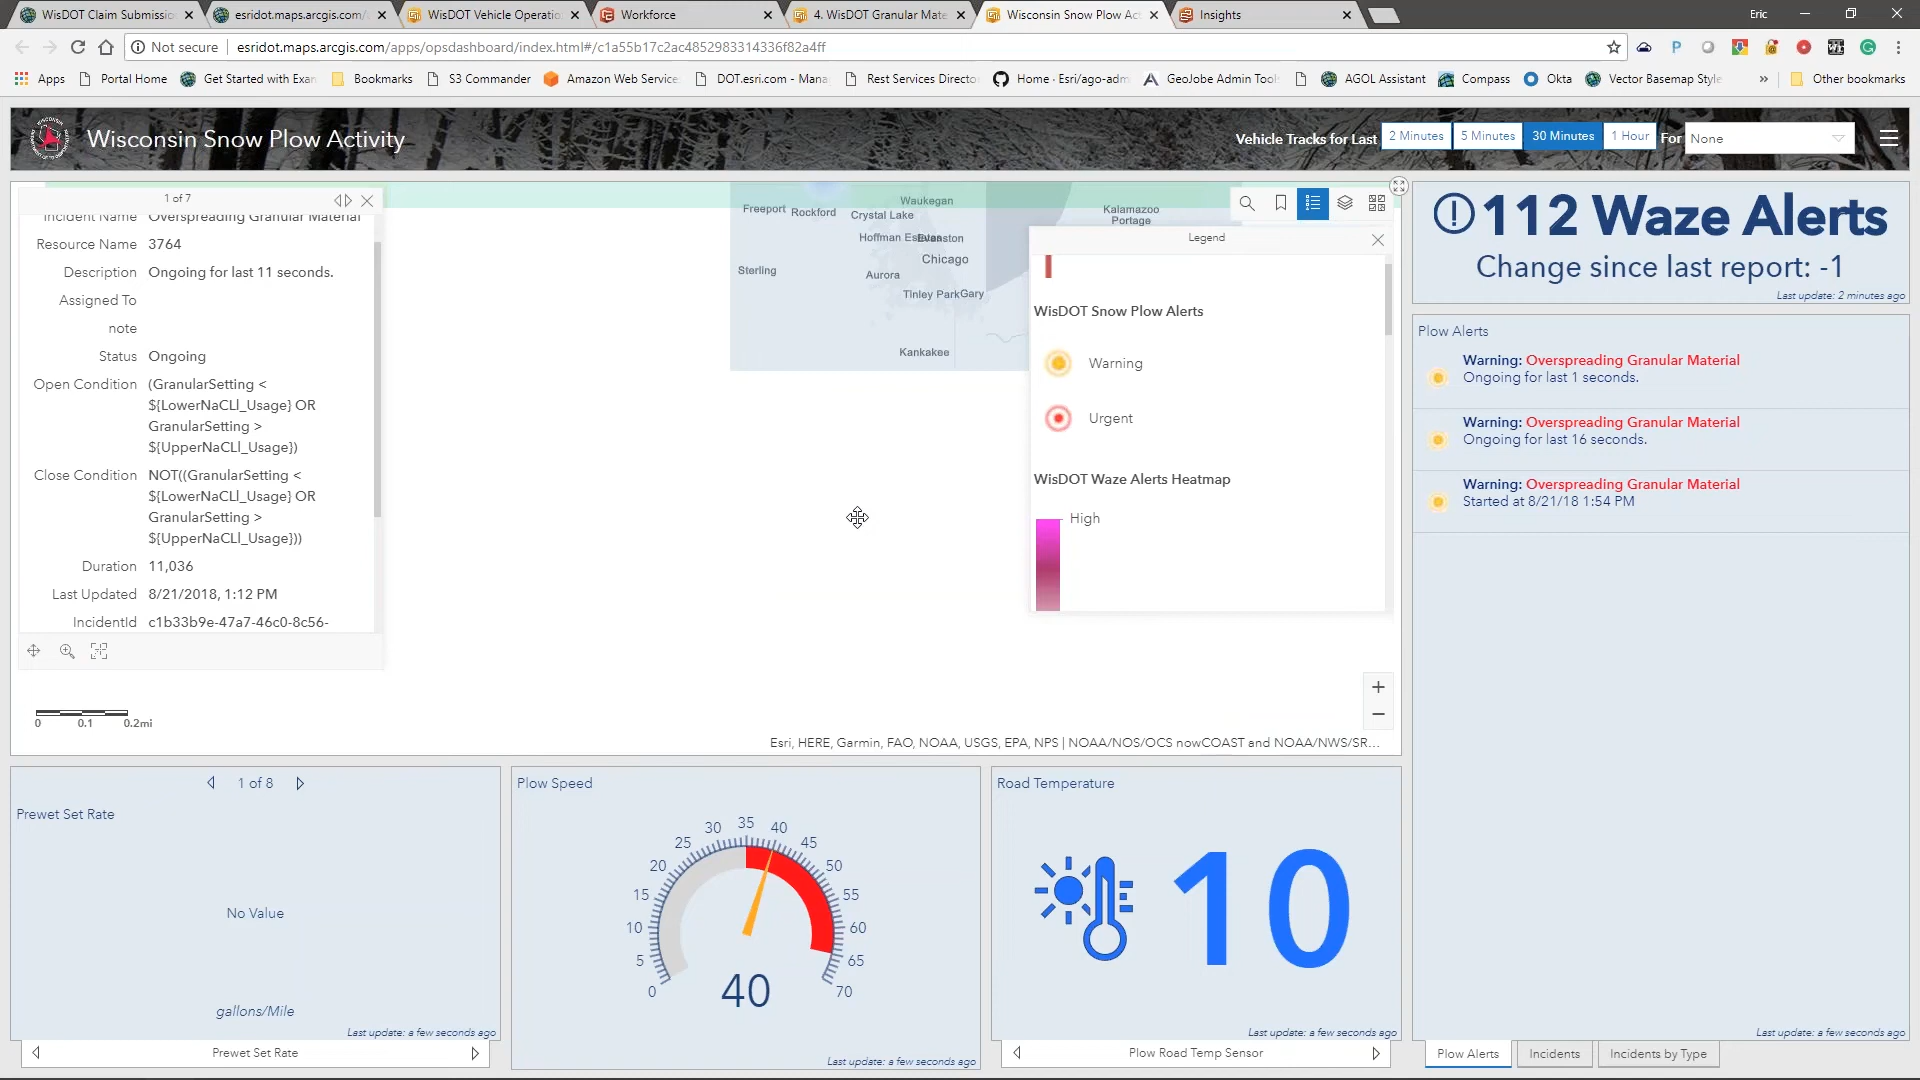 WisDOT Claim Submissio
esridot.maps.arcgis.com/
WisDOT Vehicle Operatio
Workforce
4. WisDOT Granular Mate
Wisconsin Snow Plow Act
Insights
Eric
Not secure
esridot.maps.arcgis.com/apps/opsdashboard/index.html#/c1a55b17c2ac4852983314336f82a4ff
Apps
Portal Home
Get Started with Exam
Bookmarks
S3 Commander
Amazon Web Service
DOT.esri.com - Mana
Rest Services Directo
Home · Esri/ago-adm
GeoJobe Admin Tools
AGOL Assistant
Compass
Okta
Vector Basemap Style
»
Other bookmarks
Wisconsin Snow Plow Activity
Vehicle Tracks for Last
2 Minutes
5 Minutes
30 Minutes
1 Hour
For
None
1 of 7
Incident Name Overspreading Granular Material
Resource Name 3764
Description Ongoing for last 11 seconds.
Assigned To
note
Status Ongoing
Open Condition (GranularSetting <
${LowerNaCLl_Usage} OR
GranularSetting >
${UpperNaCLl_Usage})
Close Condition NOT((GranularSetting <
${LowerNaCLl_Usage} OR
GranularSetting >
${UpperNaCLl_Usage}))
Duration 11,036
Last Updated 8/21/2018, 1:12 PM
IncidentId c1b33b9e-47a7-46c0-8c56-
0 0.1 0.2mi
Waukegan
Freeport
Rockford
Crystal Lake
Hoffman Estates
Evanston
Chicago
Sterling
Aurora
Tinley Park
Gary
Kankakee
Kalamazoo
Portage
Legend
WisDOT Snow Plow Alerts
Warning
Urgent
WisDOT Waze Alerts Heatmap
High
+
−
Esri, HERE, Garmin, FAO, NOAA, USGS, EPA, NPS | NOAA/NOS/OCS nowCOAST and NOAA/NWS/SR...
112 Waze Alerts
Change since last report: -1
Last update: 2 minutes ago
Plow Alerts
Warning: Overspreading Granular Material
Ongoing for last 1 seconds.
Warning: Overspreading Granular Material
Ongoing for last 16 seconds.
Warning: Overspreading Granular Material
Started at 8/21/18 1:54 PM
Last update: a few seconds ago
Plow Alerts
Incidents
Incidents by Type
1 of 8
Prewet Set Rate
No Value
gallons/Mile
Last update: a few seconds ago
Prewet Set Rate
Plow Speed
0
5
10
15
20
25
30
35
40
45
50
55
60
65
70
40
Last update: a few seconds ago
Road Temperature
10
Last update: a few seconds ago
Plow Road Temp Sensor